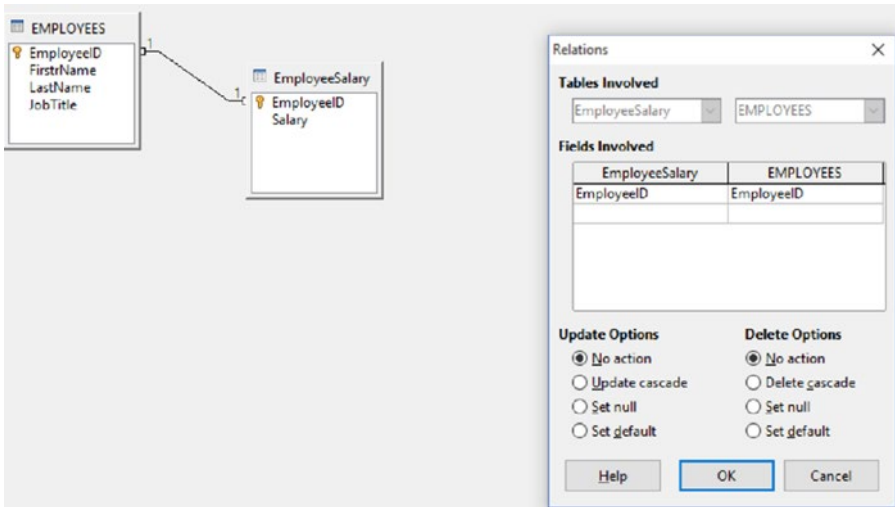 EMPLOYEES
EmployeeID
FirstrName
LastName
JobTitle
1
1
EmployeeSalary
EmployeeID
Salary
Relations
Tables Involved
EmployeeSalary EMPLOYEES
Fields Involved
EmployeeSalary EMPLOYEES
EmployeeID EmployeeID
Update Options Delete Options
No action No action
Update cascade Delete cascade
Set null Set null
Set default Set default
Help OK Cancel